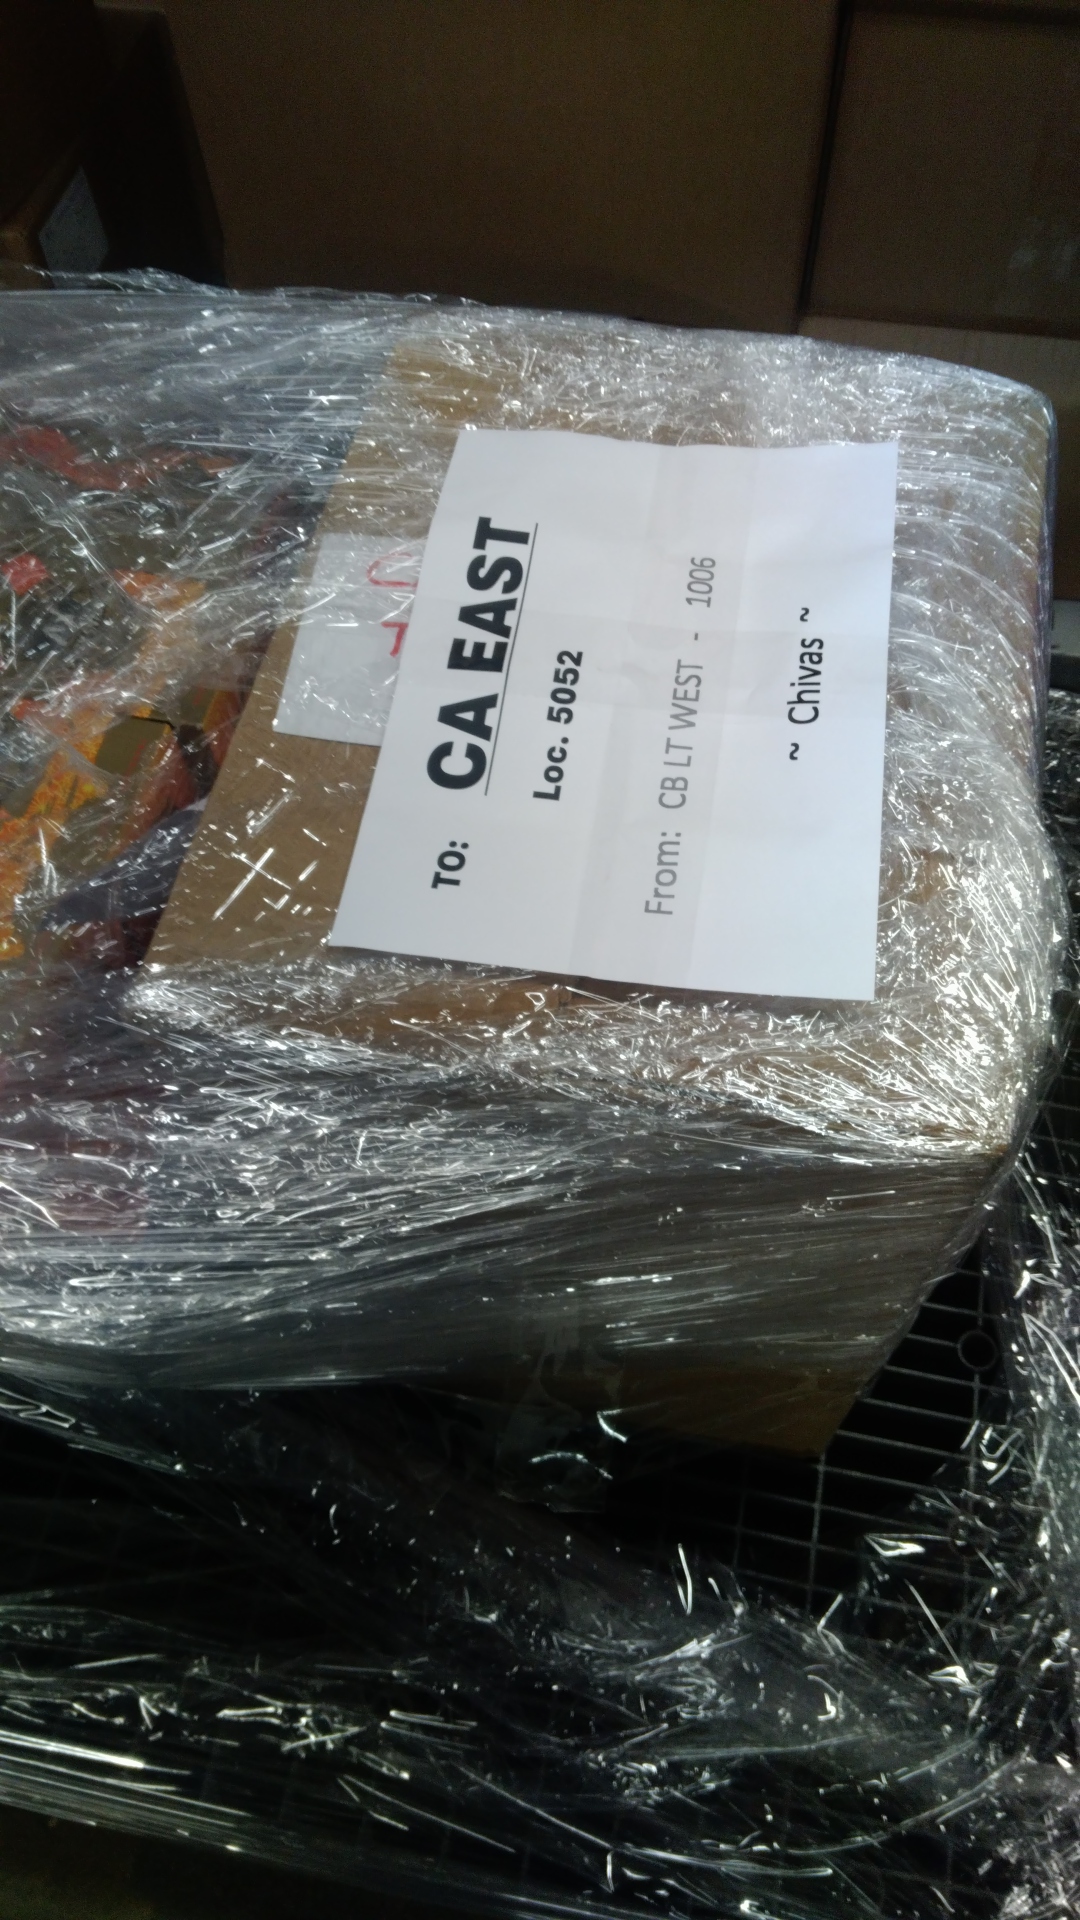 TO: CA EAST
Loc. 5052
From: CB LT WEST - 1006
~ Chivas ~